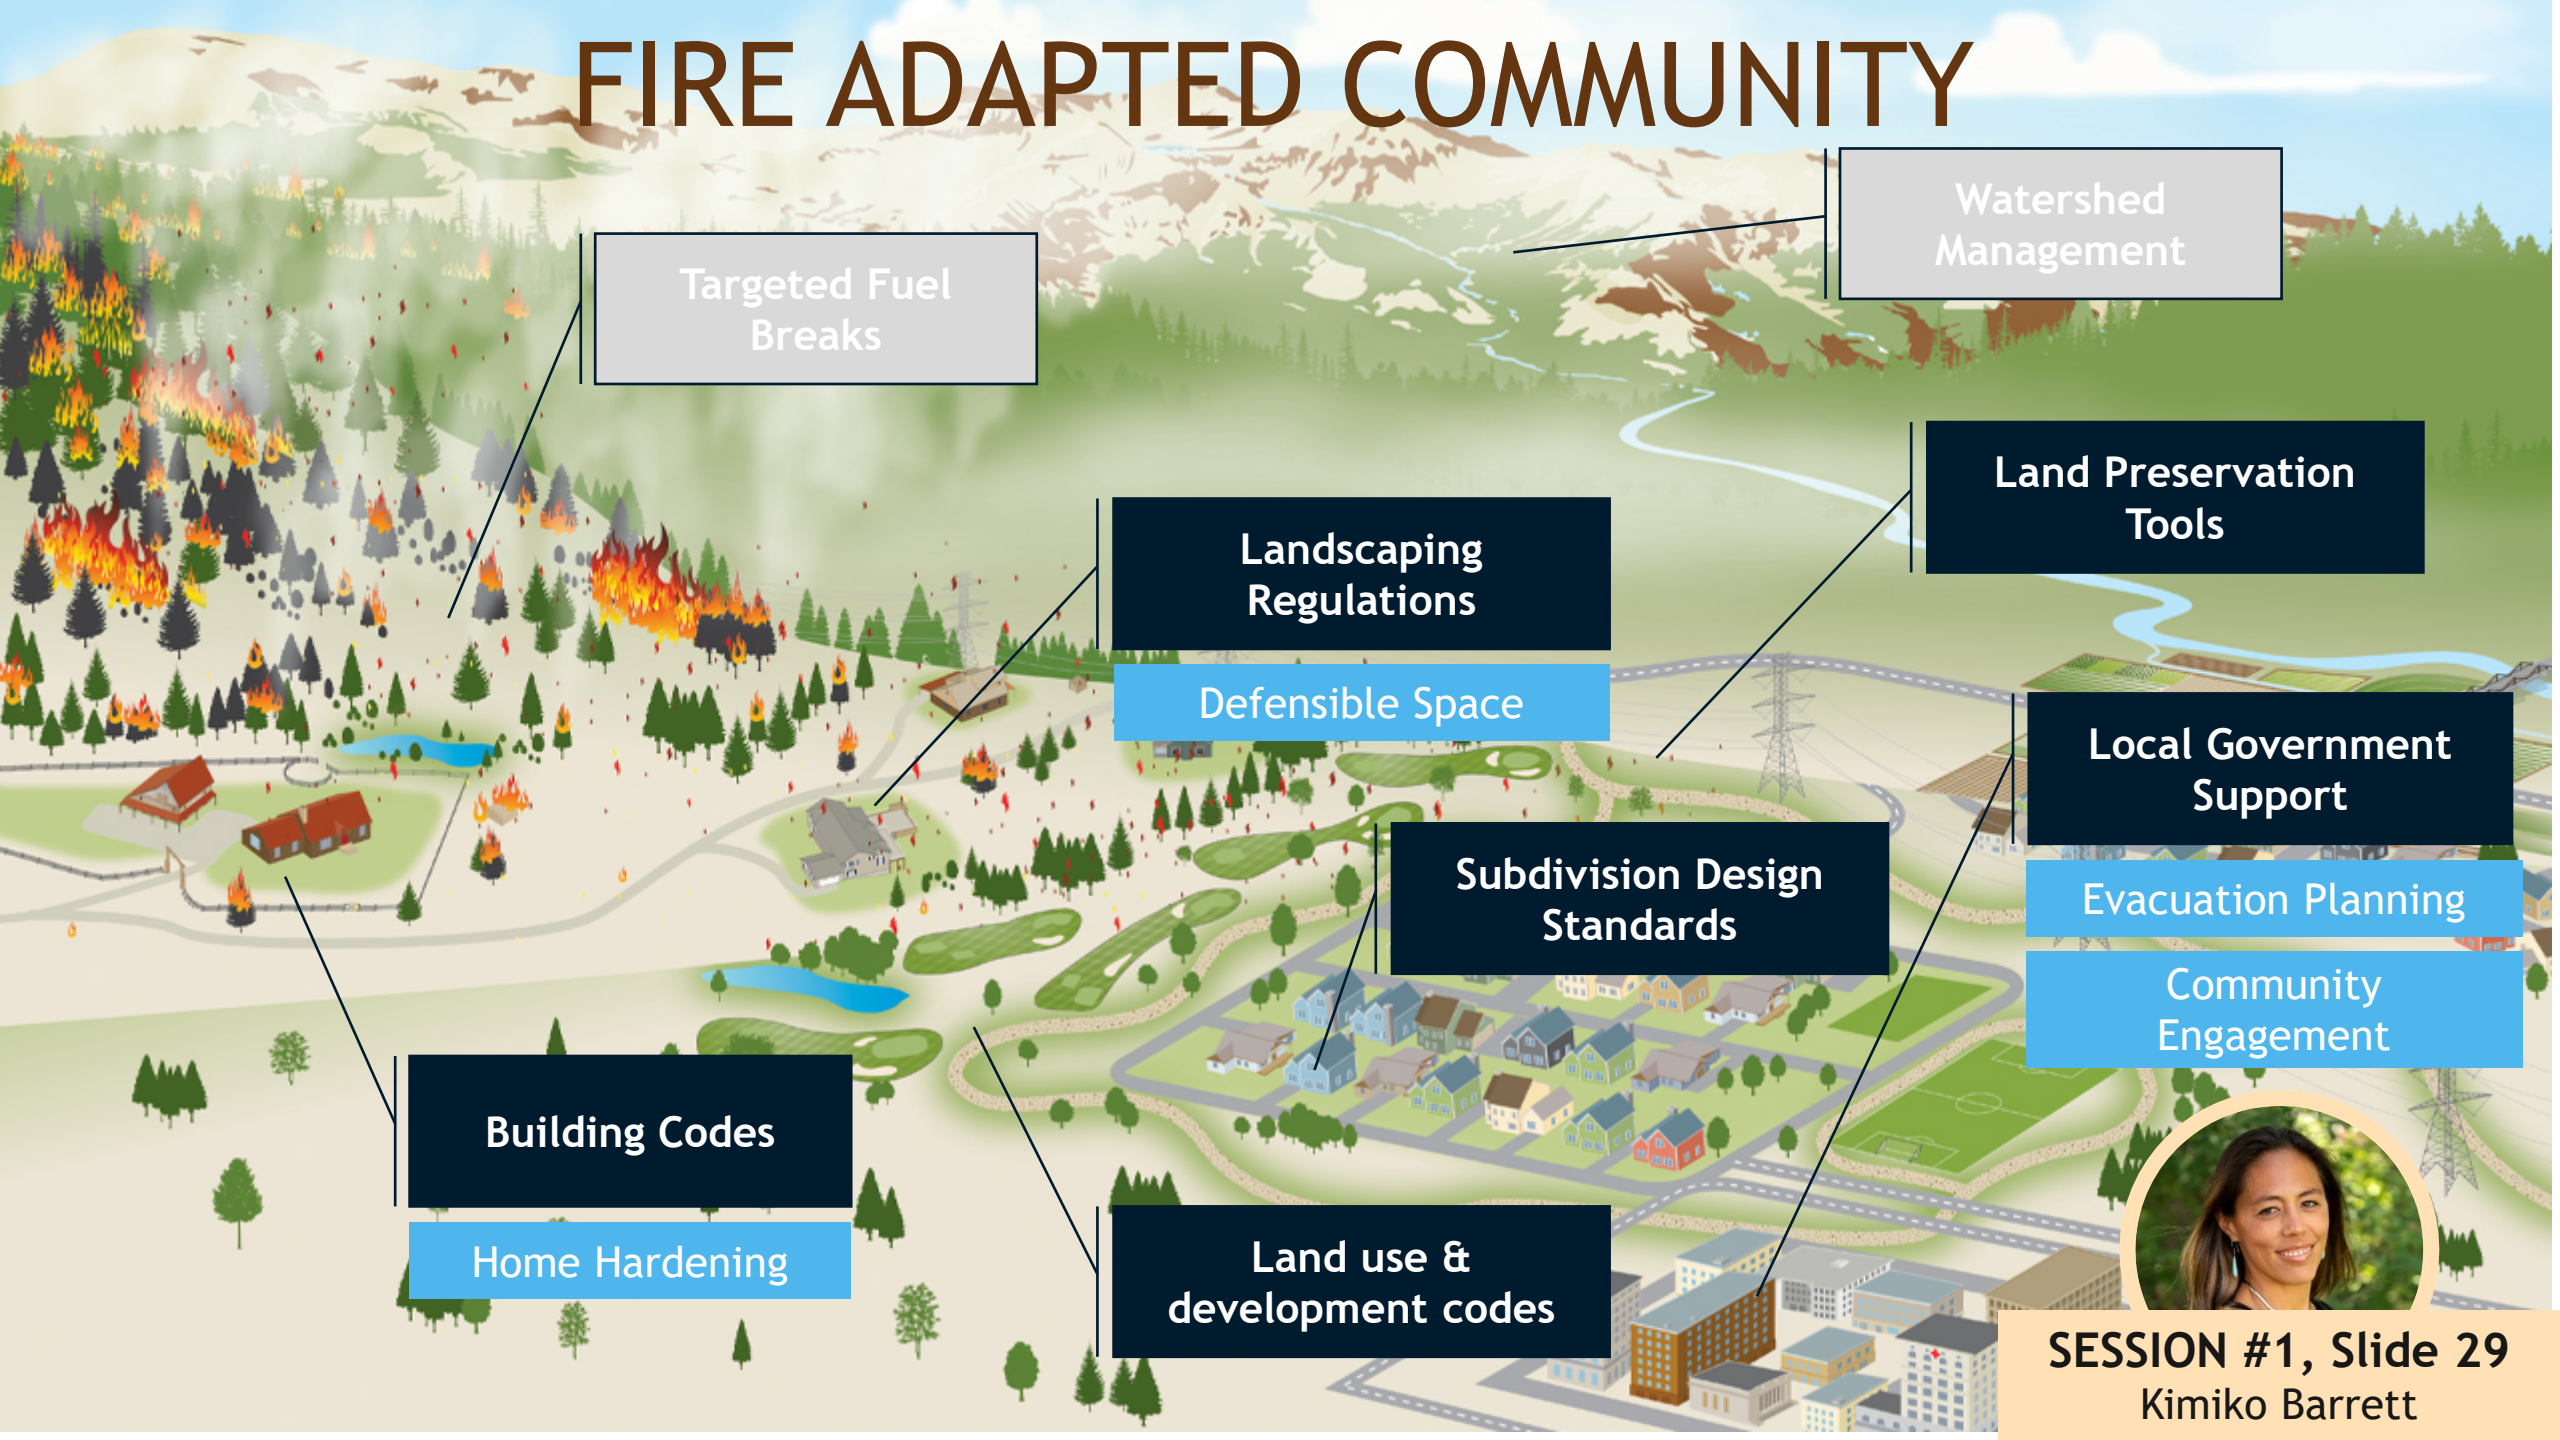 FIRE ADAPTED COMMUNITY
Watershed
Management
Targeted Fuel
Breaks
Land Preservation
Tools
Landscaping
Regulations
Defensible Space
Local Government
Support
Evacuation Planning
Community
Engagement
Subdivision Design
Standards
Building Codes
Home Hardening
Land use &
development codes
SESSION #1, Slide 29
Kimiko Barrett